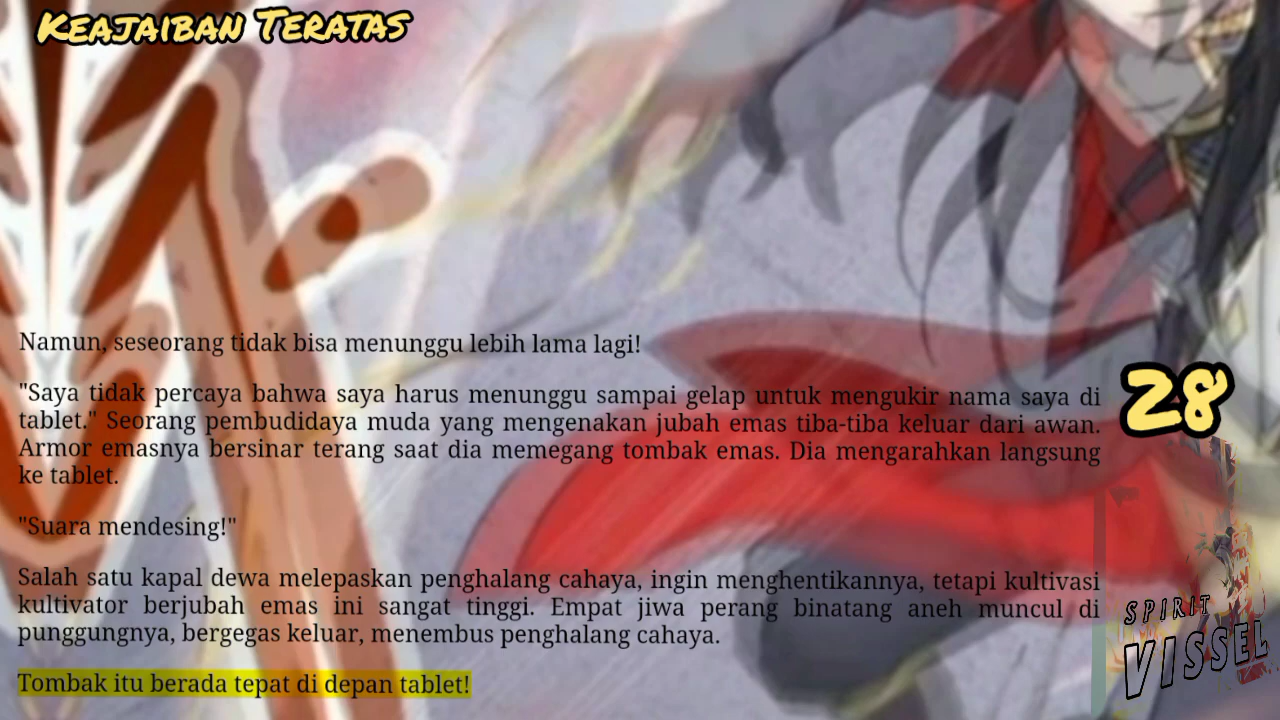 Keajaiban Teratas
Namun, seseorang tidak bisa menunggu lebih lama lagi!
"Saya tidak percaya bahwa saya harus menunggu sampai gelap untuk mengukir nama saya di
tablet." Seorang pembudidaya muda yang mengenakan jubah emas tiba-tiba keluar dari awan.
Armor emasnya bersinar terang saat dia memegang tombak emas. Dia mengarahkan langsung
ke tablet.
"Suara mendesing!"
Salah satu kapal dewa melepaskan penghalang cahaya, ingin menghentikannya, tetapi kultivasi
kultivator berjubah emas ini sangat tinggi. Empat jiwa perang binatang aneh muncul di
punggungnya, bergegas keluar, menembus penghalang cahaya.
Tombak itu berada tepat di depan tablet!
28
SPIRIT
VISSEL